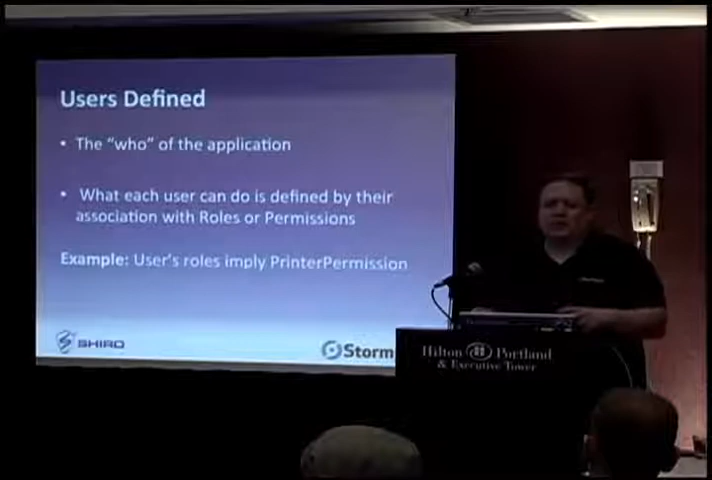 Users Defined
• The “who” of the application
• What each user can do is defined by their
association with Roles or Permissions
Example: User's roles imply PrinterPermission
SHIRO
Storm
Hilton Portland
& Executive Tower